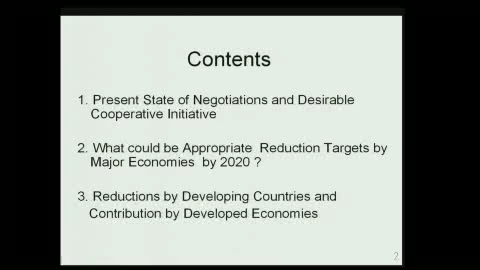 Contents
1. Present State of Negotiations and Desirable
Cooperative Initiative
2. What could be Appropriate Reduction Targets by
Major Economies by 2020 ?
3. Reductions by Developing Countries and
Contribution by Developed Economies
2